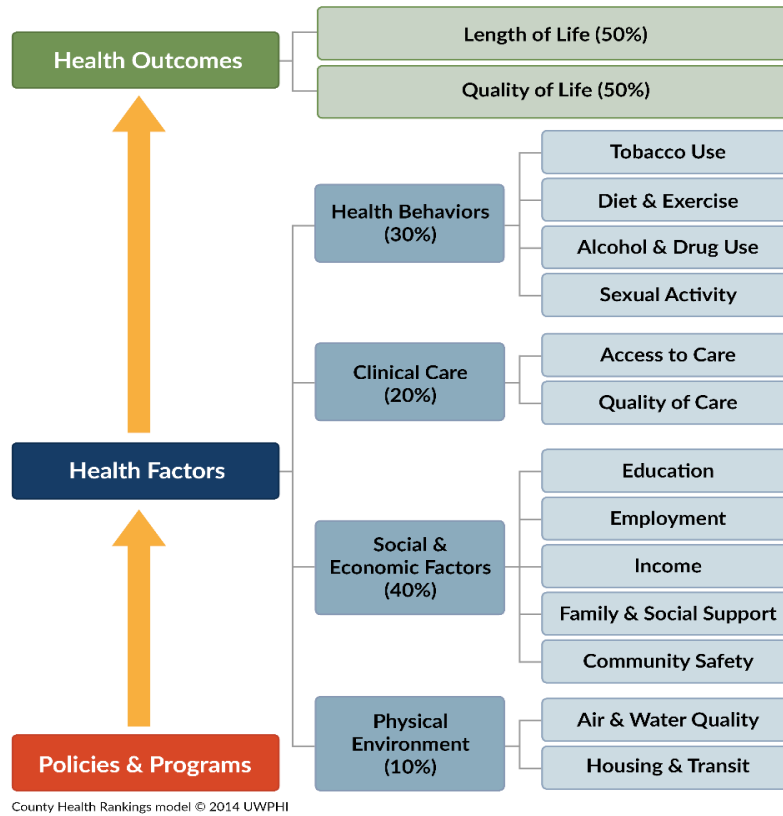 Health Outcomes
Length of Life (50%)
Quality of Life (50%)
Health Behaviors
(30%)
Tobacco Use
Diet & Exercise
Alcohol & Drug Use
Sexual Activity
Clinical Care
(20%)
Access to Care
Quality of Care
Health Factors
Social &
Economic Factors
(40%)
Education
Employment
Income
Family & Social Support
Community Safety
Physical
Environment
(10%)
Air & Water Quality
Housing & Transit
Policies & Programs
County Health Rankings model © 2014 UWPHI